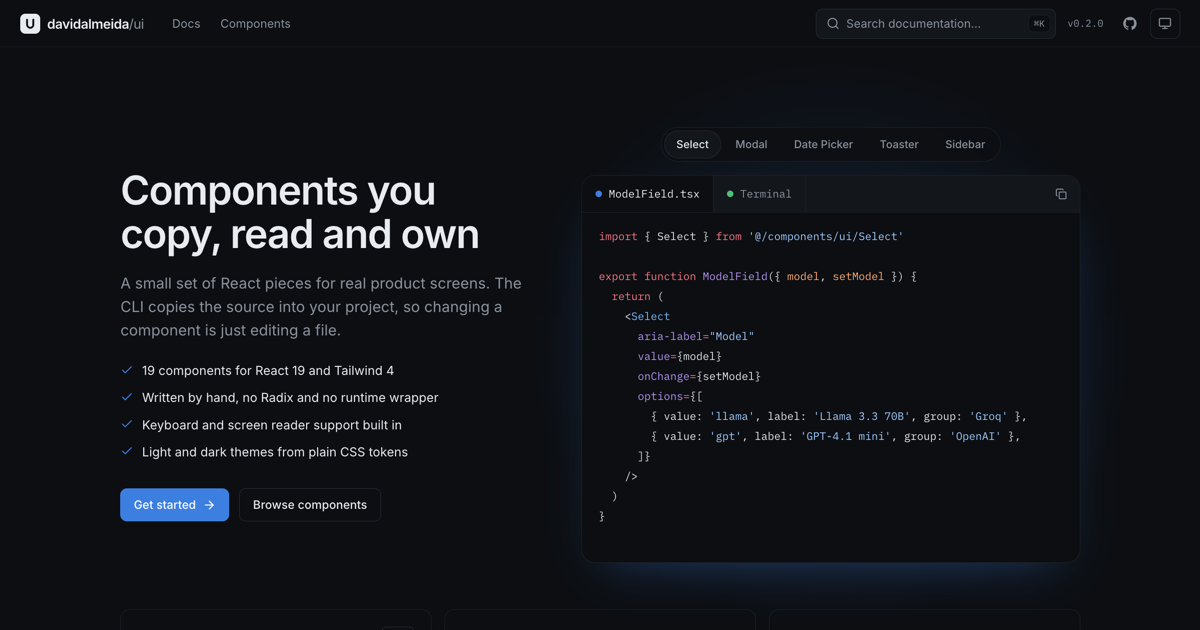 U davidalmeida/ui Docs Components Search documentation... ⌘K v0.2.0
Select Modal Date Picker Toaster Sidebar
Components you
copy, read and own
A small set of React pieces for real product screens. The
CLI copies the source into your project, so changing a
component is just editing a file.
19 components for React 19 and Tailwind 4
Written by hand, no Radix and no runtime wrapper
Keyboard and screen reader support built in
Light and dark themes from plain CSS tokens
Get started → Browse components
ModelField.tsx Terminal
import { Select } from '@/components/ui/Select'
export function ModelField({ model, setModel }) {
return (
<Select
aria-label="Model"
value={model}
onChange={setModel}
options={[
{ value: 'llama', label: 'Llama 3.3 70B', group: 'Groq' },
{ value: 'gpt', label: 'GPT-4.1 mini', group: 'OpenAI' },
]}
/>
)
}